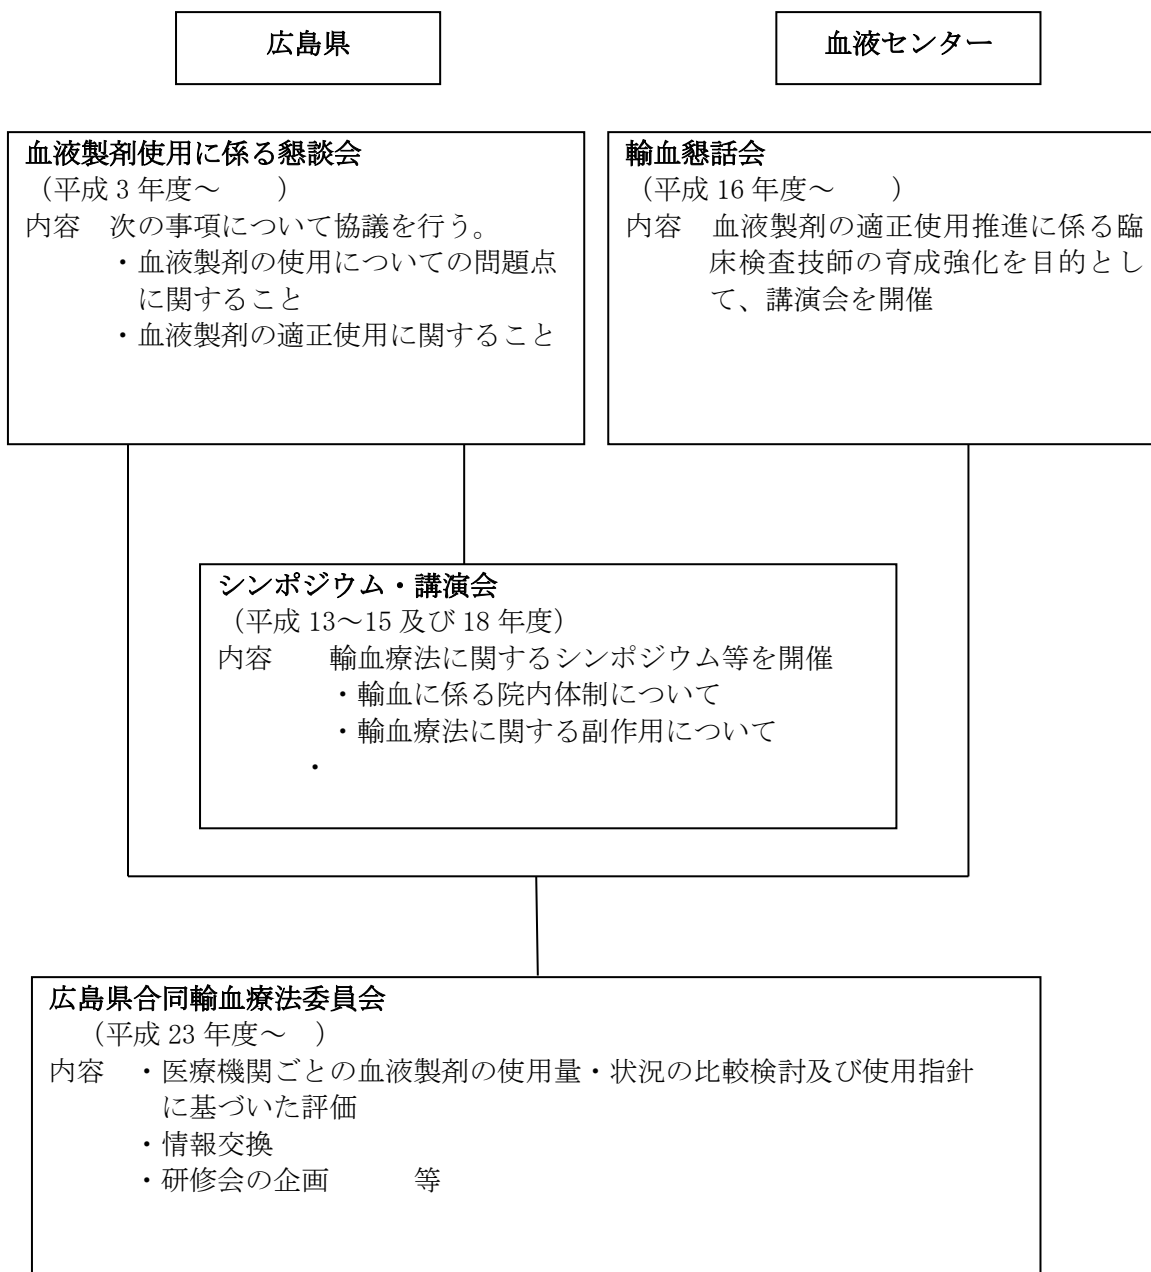 広島県
血液センター
血液製剤使用に係る懇談会
（平成 3 年度～　　）
内容　次の事項について協議を行う。
・血液製剤の使用についての問題点
に関すること
・血液製剤の適正使用に関すること
輸血懇話会
（平成 16 年度～　　）
内容　血液製剤の適正使用推進に係る臨
床検査技師の育成強化を目的とし
て、講演会を開催
シンポジウム・講演会
（平成 13～15 及び 18 年度）
内容　　輸血療法に関するシンポジウム等を開催
・輸血に係る院内体制について
・輸血療法に関する副作用について
・
広島県合同輸血療法委員会
（平成 23 年度～　）
内容　・医療機関ごとの血液製剤の使用量・状況の比較検討及び使用指針
に基づいた評価
・情報交換
・研修会の企画　　　等